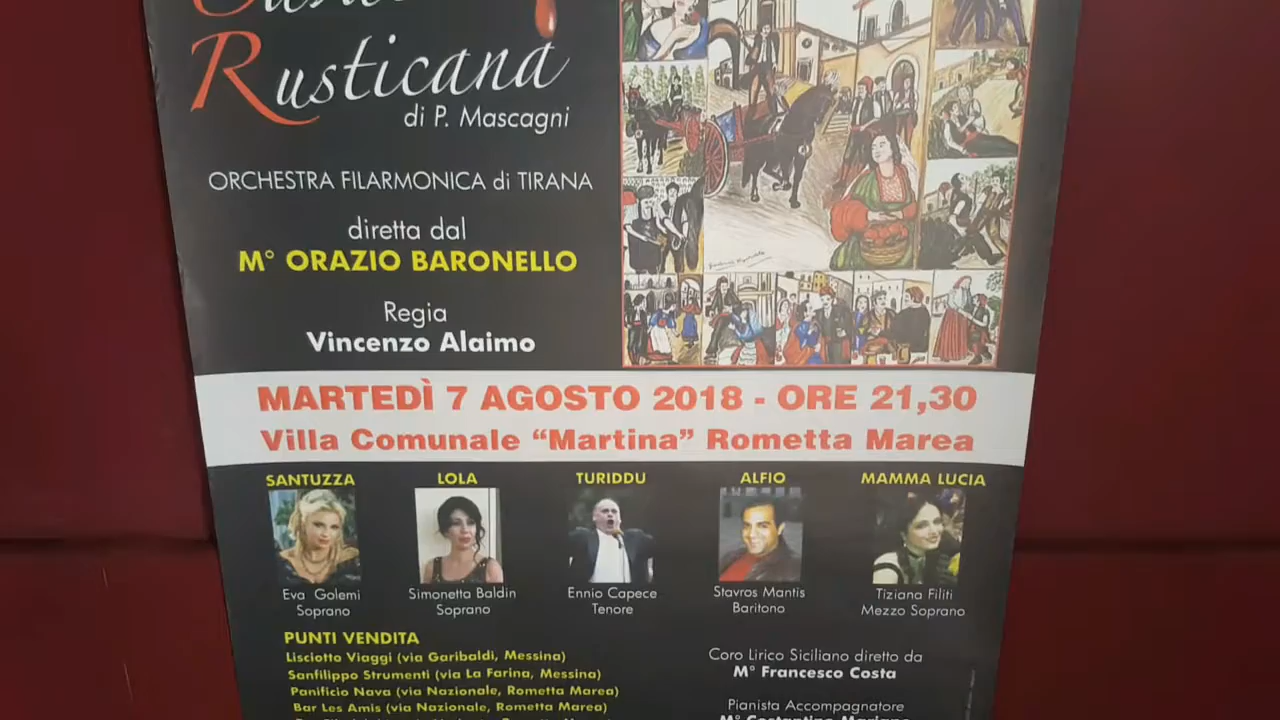 Rusticana
di P. Mascagni
ORCHESTRA FILARMONICA di TIRANA
diretta dal
M° ORAZIO BARONELLO
Regia
Vincenzo Alaimo
MARTEDÌ 7 AGOSTO 2018 - ORE 21,30
Villa Comunale “Martina” Rometta Marea
SANTUZZA
Eva Golemi
Soprano
LOLA
Simonetta Baldin
Soprano
TURIDDU
Ennio Capece
Tenore
ALFIO
Stavros Mantis
Baritono
MAMMA LUCIA
Tiziana Filiti
Mezzo Soprano
PUNTI VENDITA
Lisciotto Viaggi (via Garibaldi, Messina)
Sanfilippo Strumenti (via La Farina, Messina)
Panificio Nava (via Nazionale, Rometta Marea)
Bar Les Amis (via Nazionale, Rometta Marea)
Coro Lirico Siciliano diretto da
M° Francesco Costa
Pianista Accompagnatore